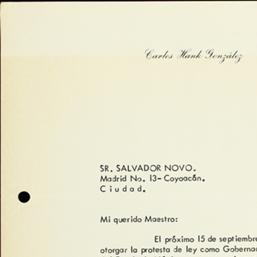 Carlos Hank González
SR. SALVADOR NOVO.
Madrid No. 13-Coyoacán.
Ciudad.
Mi querido Maestro:
El próximo 15 de septiembre
otorgar la protesta de ley como Goberna